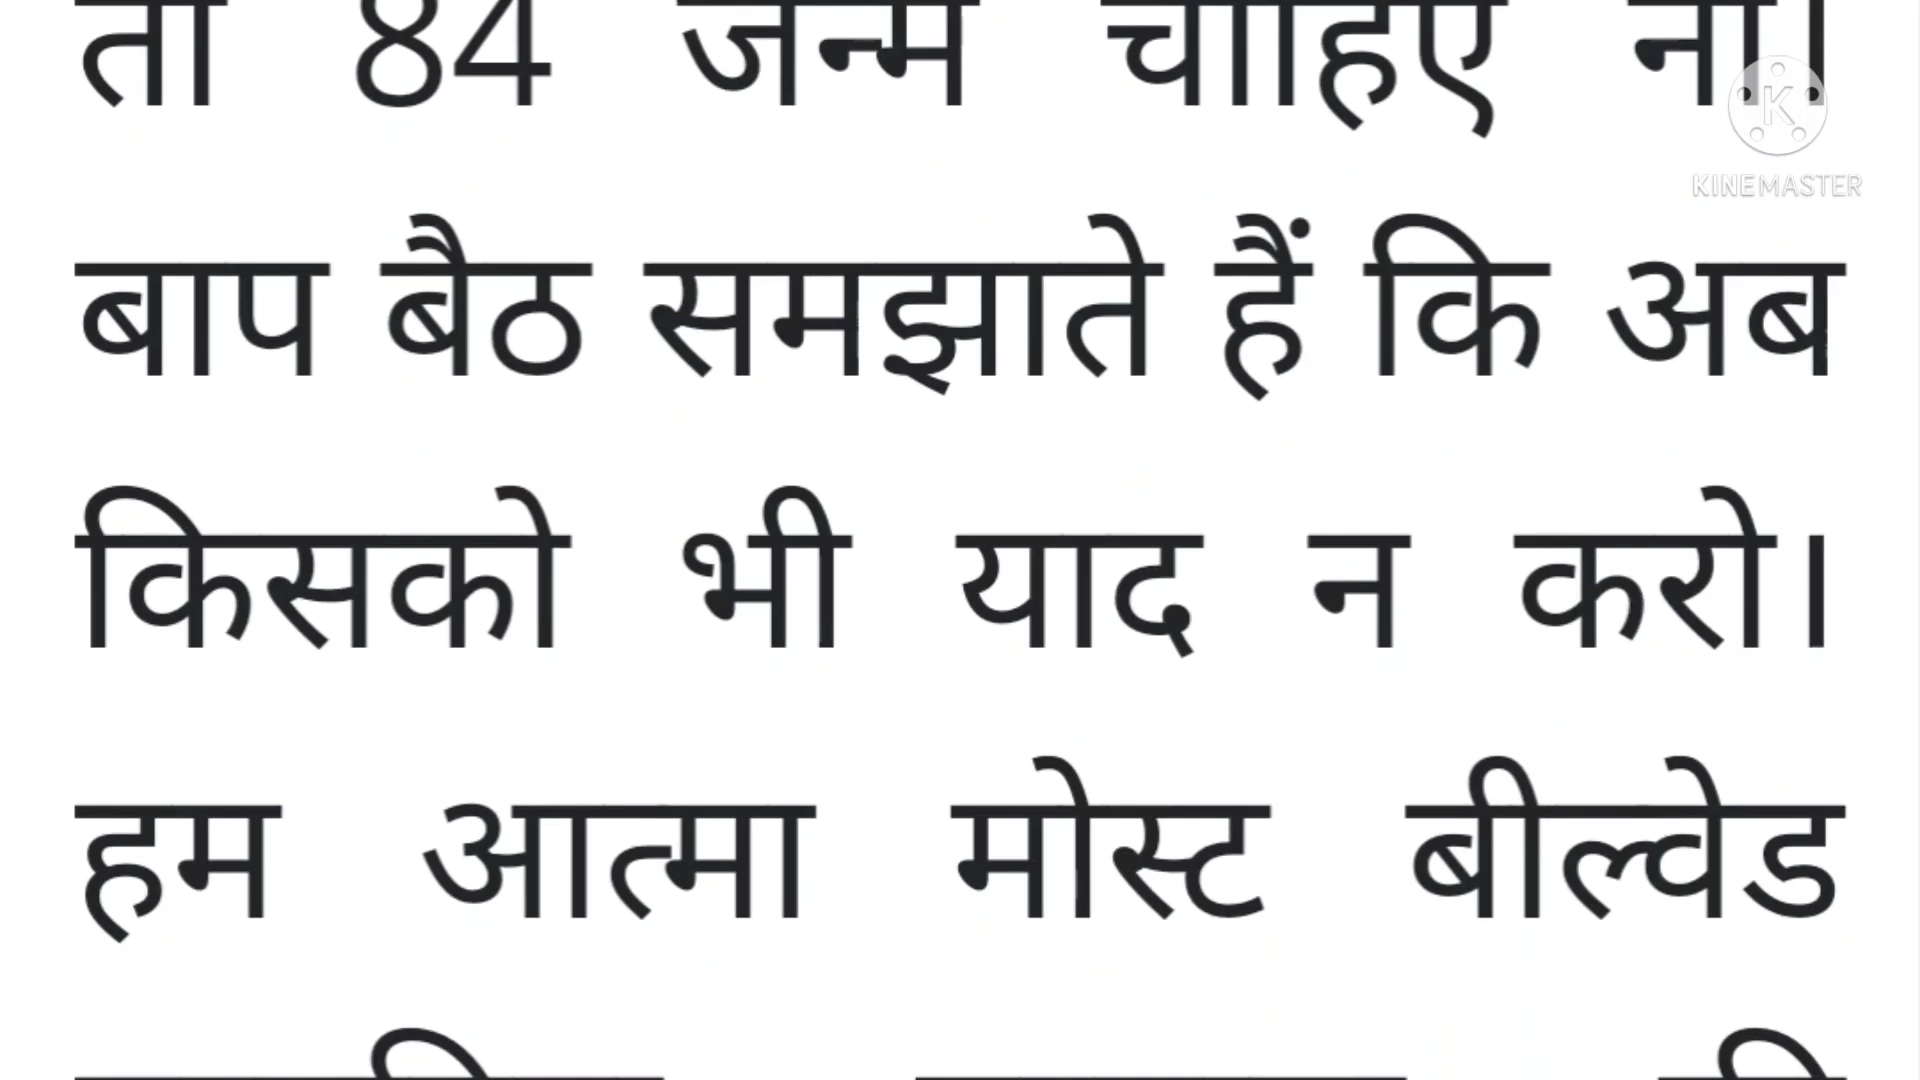 84 जन्म चाहिए ना।
KINEMASTER
बाप बैठ समझाते हैं कि अब
किसको भी याद न करो।
हम आत्मा मोस्ट बील्वेड